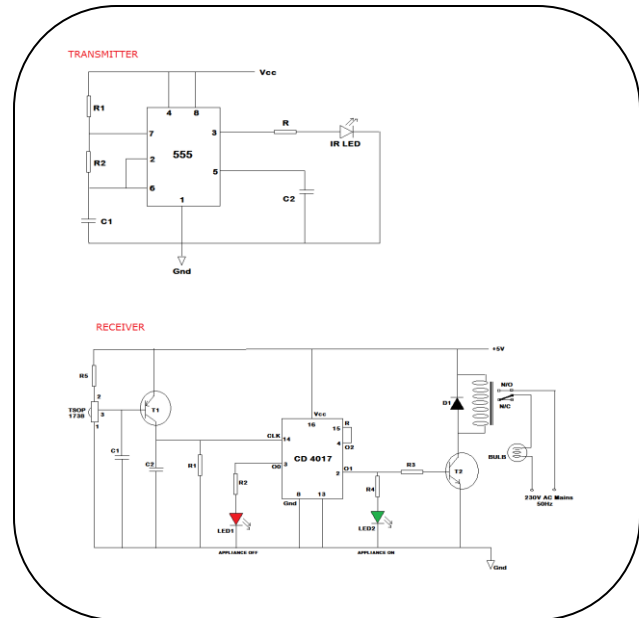 TRANSMITTER
Vcc
R1
4 8
7 3 R
R2 2 555 IR LED
5
6 C2
C1 1
Gnd
RECEIVER
+5V
R5
N/O
D1
TSOP 2 N/C
1738 3 T1 Vcc
1 16 15 R
CLK 4
14 O2 BULB
C1 C2 R1 O0 3 CD 4017 O1 R3
2 T2
R2 8 13 R4 230V AC Mains
Gnd 50Hz
LED1 LED2
APPLIANCE OFF APPLIANCE ON
Gnd